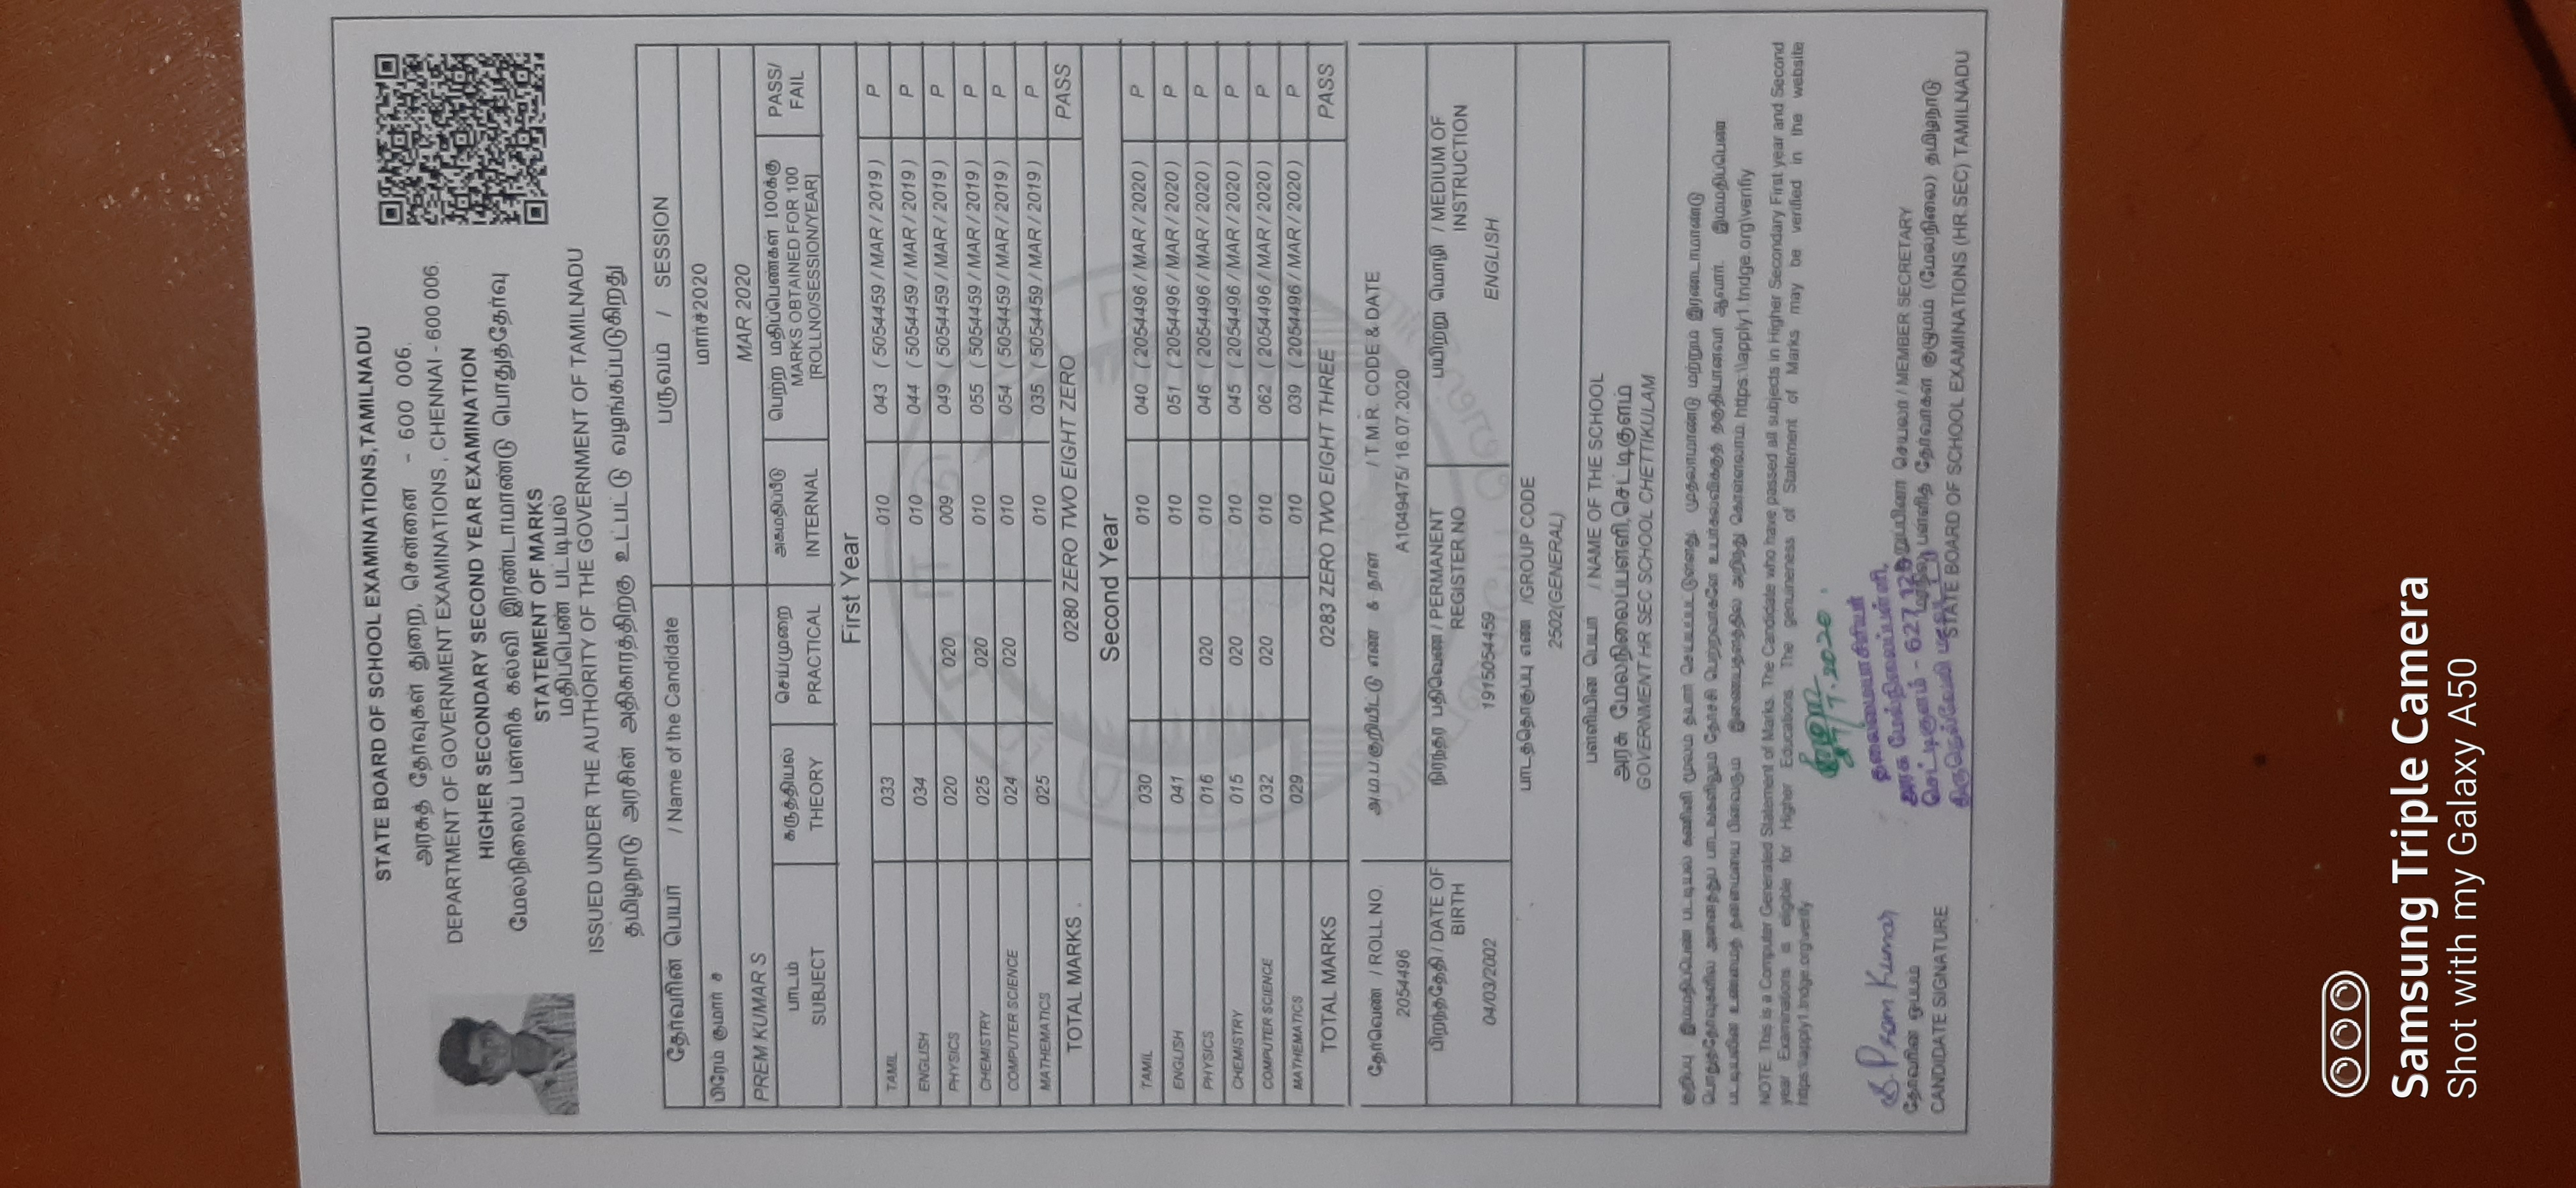 STATE BOARD OF SCHOOL EXAMINATIONS,TAMILNADU
அரசுத் தேர்வுகள் துறை, சென்னை - 600 006.
DEPARTMENT OF GOVERNMENT EXAMINATIONS , CHENNAI - 600 006.
HIGHER SECONDARY SECOND YEAR EXAMINATION
மேல்நிலைப் பள்ளிக் கல்வி இரண்டாமாண்டு பொதுத்தேர்வு
STATEMENT OF MARKS
மதிப்பெண் பட்டியல்
ISSUED UNDER THE AUTHORITY OF THE GOVERNMENT OF TAMILNADU
தமிழ்நாடு அரசின் அதிகாரத்திற்கு உட்பட்டு வழங்கப்படுகிறது
தேர்வரின் பெயர் / Name of the Candidate பருவம் / SESSION
பிரேம் குமார் ச மார்ச்2020
PREM KUMAR S MAR 2020
பாடம் கருத்தியல் செய்முறை அகமதிப்பீடு பெற்ற மதிப்பெண்கள் 100க்கு PASS/
SUBJECT THEORY PRACTICAL INTERNAL MARKS OBTAINED FOR 100 FAIL
[ROLLNO/SESSION/YEAR]
First Year
TAMIL 033 010 043 ( 5054459 / MAR / 2019 ) P
ENGLISH 034 010 044 ( 5054459 / MAR / 2019 ) P
PHYSICS 020 020 009 049 ( 5054459 / MAR / 2019 ) P
CHEMISTRY 025 020 010 055 ( 5054459 / MAR / 2019 ) P
COMPUTER SCIENCE 024 020 010 054 ( 5054459 / MAR / 2019 ) P
MATHEMATICS 025 010 035 ( 5054459 / MAR / 2019 ) P
TOTAL MARKS . 0280 ZERO TWO EIGHT ZERO PASS
Second Year
TAMIL 030 010 040 ( 2054496 / MAR / 2020 ) P
ENGLISH 041 010 051 ( 2054496 / MAR / 2020 ) P
PHYSICS 016 020 010 046 ( 2054496 / MAR / 2020 ) P
CHEMISTRY 015 020 010 045 ( 2054496 / MAR / 2020 ) P
COMPUTER SCIENCE 032 020 010 062 ( 2054496 / MAR / 2020 ) P
MATHEMATICS 029 010 039 ( 2054496 / MAR / 2020 ) P
TOTAL MARKS 0283 ZERO TWO EIGHT THREE PASS
தேர்வெண் / ROLL NO. அ.ம.ப.குறியீட்டு எண் & நாள் / T.M.R. CODE & DATE
2054496 A1049475/ 16.07.2020
பிறந்ததேதி / DATE OF BIRTH நிரந்தர பதிவெண் / PERMANENT REGISTER NO பயிற்று மொழி / MEDIUM OF INSTRUCTION
04/03/2002 1915054459 ENGLISH
பாடத்தொகுப்பு எண் /GROUP CODE
2502(GENERAL)
பள்ளியின் பெயர் / NAME OF THE SCHOOL
அரசு மேல்நிலைப்பள்ளி,செட்டிகுளம்
GOVERNMENT HR SEC SCHOOL CHETTIKULAM
குறிப்பு இம்மதிப்பெண் பட்டியல் கணினி மூலம் தயார் செய்யப்பட்டுள்ளது. முதலாமாண்டு மற்றும் இரண்டாமாண்டு
பொதுத்தேர்வுகளில் அனைத்துப் பாடங்களிலும் தேர்ச்சி பெற்றவர்களே உயர்கல்விக்குத் தகுதியானவர் ஆவார். இம்மதிப்பெண்
பட்டியலின் உண்மைத் தன்மையை பின்வரும் இணையதளத்தில் அறிந்து கொள்ளலாம். https:\\apply1.tndge.org\verifiy
NOTE: This is a Computer Generated Statement of Marks. The Candidate who have passed all subjects in Higher Secondary First year and Second
year Examinations is eligible for Higher Educations. The genuineness of Statement of Marks may be verified in the website
https:\\apply1.tndge.org\verify
27/7.2020
தலைமையாசிரியர்
அரசு மேல்நிலைப்பள்ளி,
செட்டிகுளம் - 627 120
திருநெல்வேலி
S. Prem Kumar
தேர்வரின் ஒப்பம்
CANDIDATE SIGNATURE
உறுப்பினர் செயலர் / MEMBER SECRETARY
மாநில பள்ளித் தேர்வுகள் குழுமம் (மேல்நிலை) தமிழ்நாடு
STATE BOARD OF SCHOOL EXAMINATIONS (HR.SEC) TAMILNADU
Samsung Triple Camera
Shot with my Galaxy A50